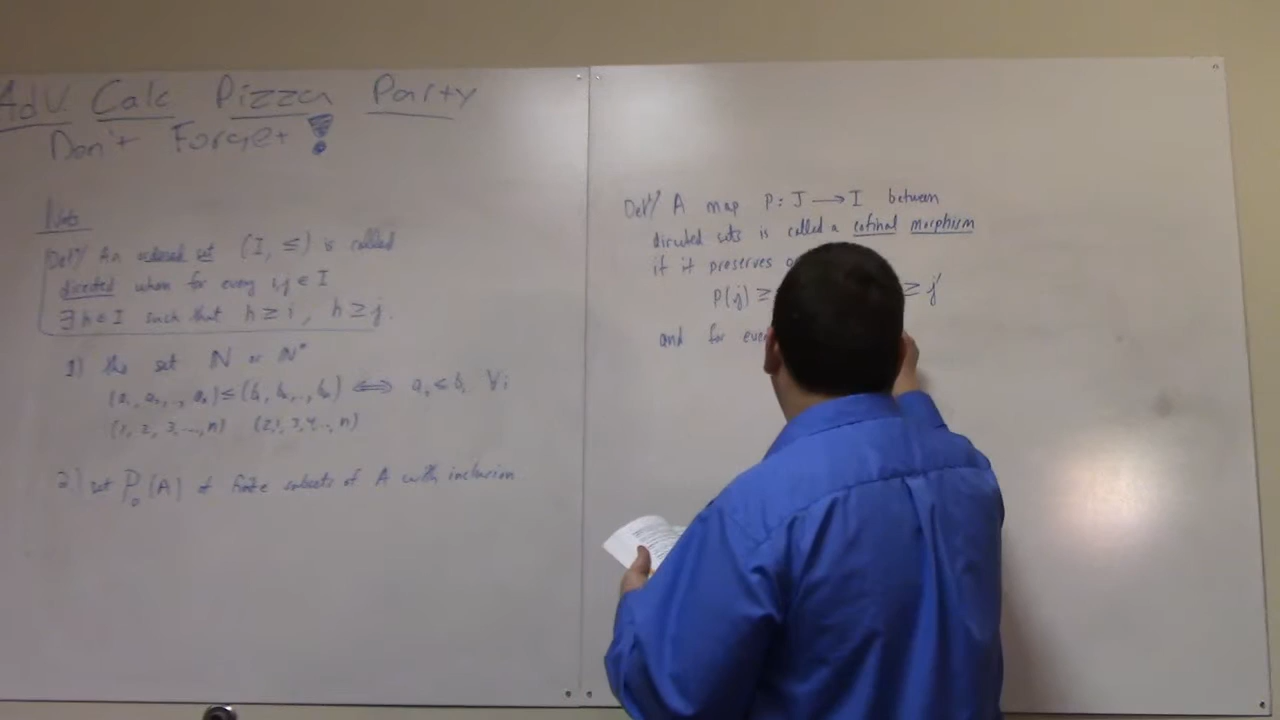 Adv. Calc Pizza Party
Don't Forget!
Nets
Def'n/ An ordered set (I, ≤) is called
directed when for every i,j ∈ I
∃ h ∈ I such that h ≥ i, h ≥ j.
1) the set ℕ or ℕⁿ
(a₁, a₂, .., aₙ) ≤ (b₁, b₂, .., bₙ) ⟺ aᵢ ≤ bᵢ ∀i
(1, 2, 3, ..., n) (2, 1, 3, 4, .., n)
2.) set P₀(A) of finite subsets of A with inclusion
Def'n/ A map P: J → I between
directed sets is called a cofinal morphism
if it preserves
P(j) ≥ ≥ j'
and for